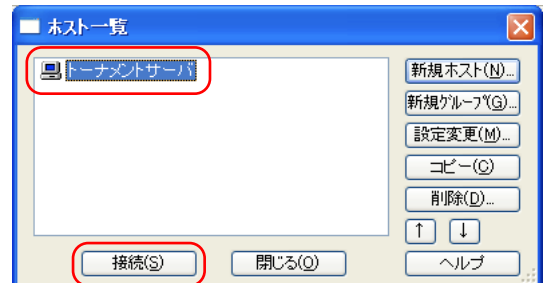 ホスト一覧
トーナメントサーバ
新規ホスト(N)...
新規グループ(G)...
設定変更(M)...
コピー(C)
削除(D)...
↑ ↓
接続(S) 閉じる(O) ヘルプ